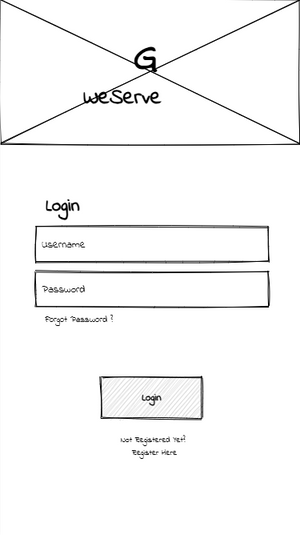 G
weServe
Login
Username
Password
Forgot Password ?
Login
Not Registered Yet?
Register Here